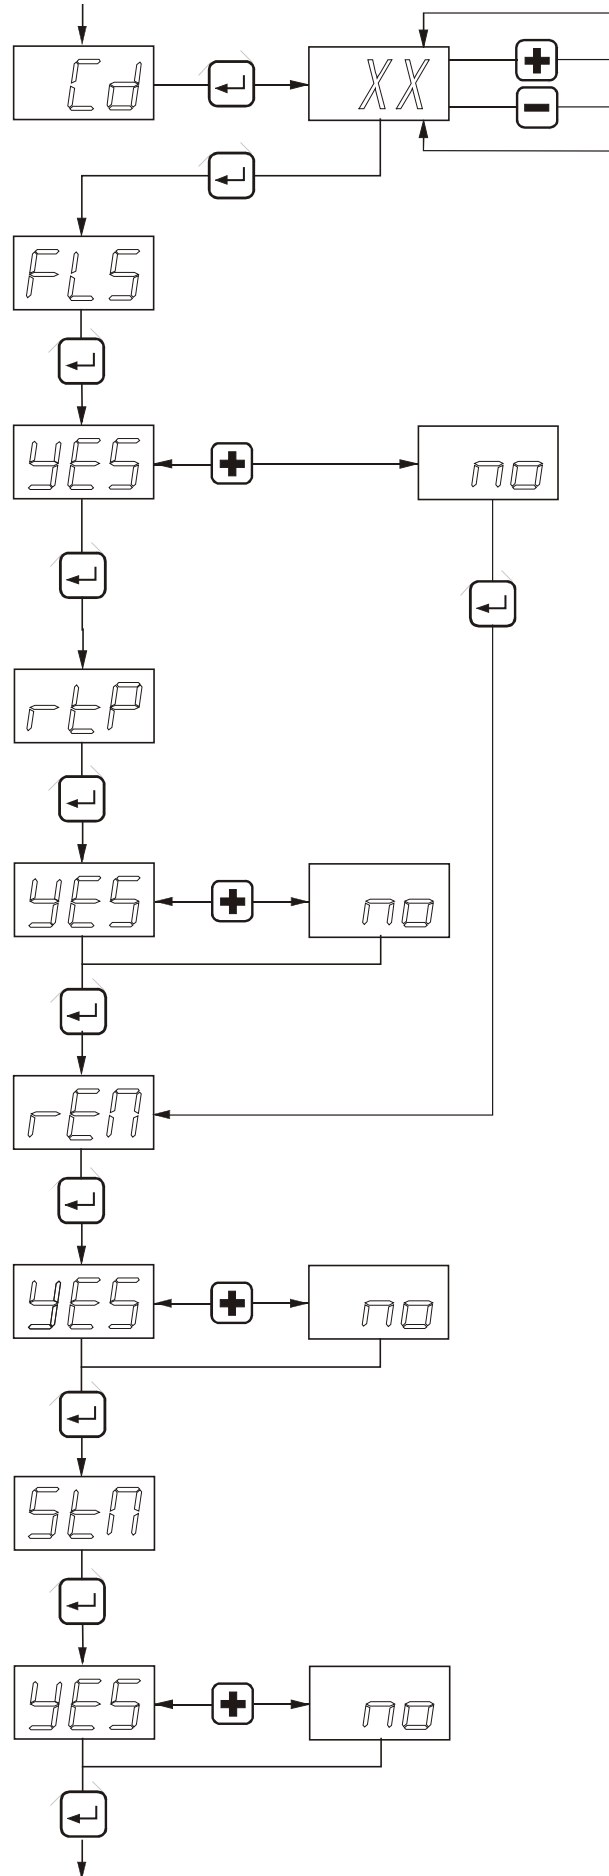 Cd XX
FLS
YES no
rtP
YES no
rEM
YES no
StM
YES no